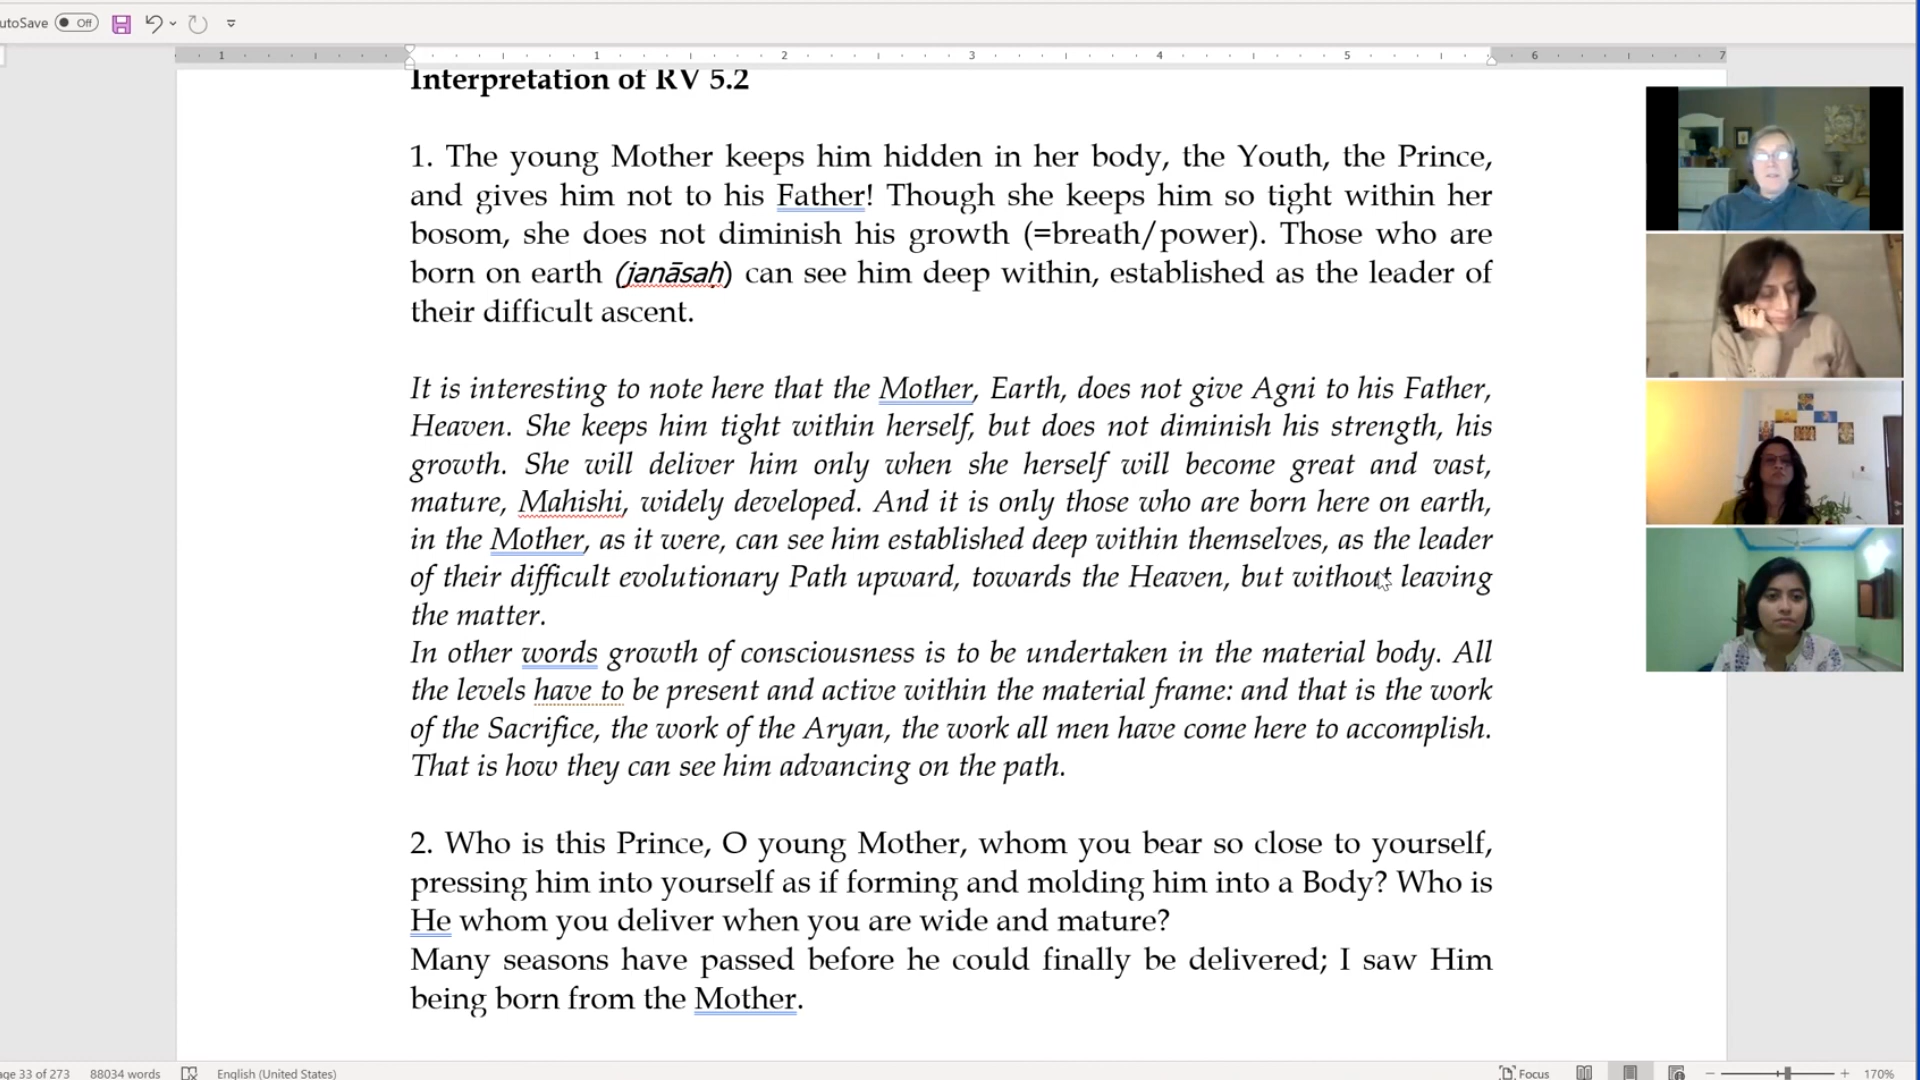 utoSave Off
1 1 2 3 4 5 6 7
Interpretation of RV 5.2
1. The young Mother keeps him hidden in her body, the Youth, the Prince,
and gives him not to his Father! Though she keeps him so tight within her
bosom, she does not diminish his growth (=breath/power). Those who are
born on earth (janāsaḥ) can see him deep within, established as the leader of
their difficult ascent.
It is interesting to note here that the Mother, Earth, does not give Agni to his Father,
Heaven. She keeps him tight within herself, but does not diminish his strength, his
growth. She will deliver him only when she herself will become great and vast,
mature, Mahishi, widely developed. And it is only those who are born here on earth,
in the Mother, as it were, can see him established deep within themselves, as the leader
of their difficult evolutionary Path upward, towards the Heaven, but without leaving
the matter.
In other words growth of consciousness is to be undertaken in the material body. All
the levels have to be present and active within the material frame: and that is the work
of the Sacrifice, the work of the Aryan, the work all men have come here to accomplish.
That is how they can see him advancing on the path.
2. Who is this Prince, O young Mother, whom you bear so close to yourself,
pressing him into yourself as if forming and molding him into a Body? Who is
He whom you deliver when you are wide and mature?
Many seasons have passed before he could finally be delivered; I saw Him
being born from the Mother.
age 33 of 273 88034 words English (United States) Focus 170%